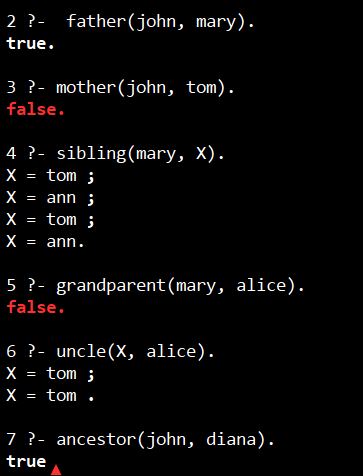 2 ?-  father(john, mary).
true.
3 ?- mother(john, tom).
false.
4 ?- sibling(mary, X).
X = tom ;
X = ann ;
X = tom ;
X = ann.
5 ?- grandparent(mary, alice).
false.
6 ?- uncle(X, alice).
X = tom ;
X = tom .
7 ?- ancestor(john, diana).
true